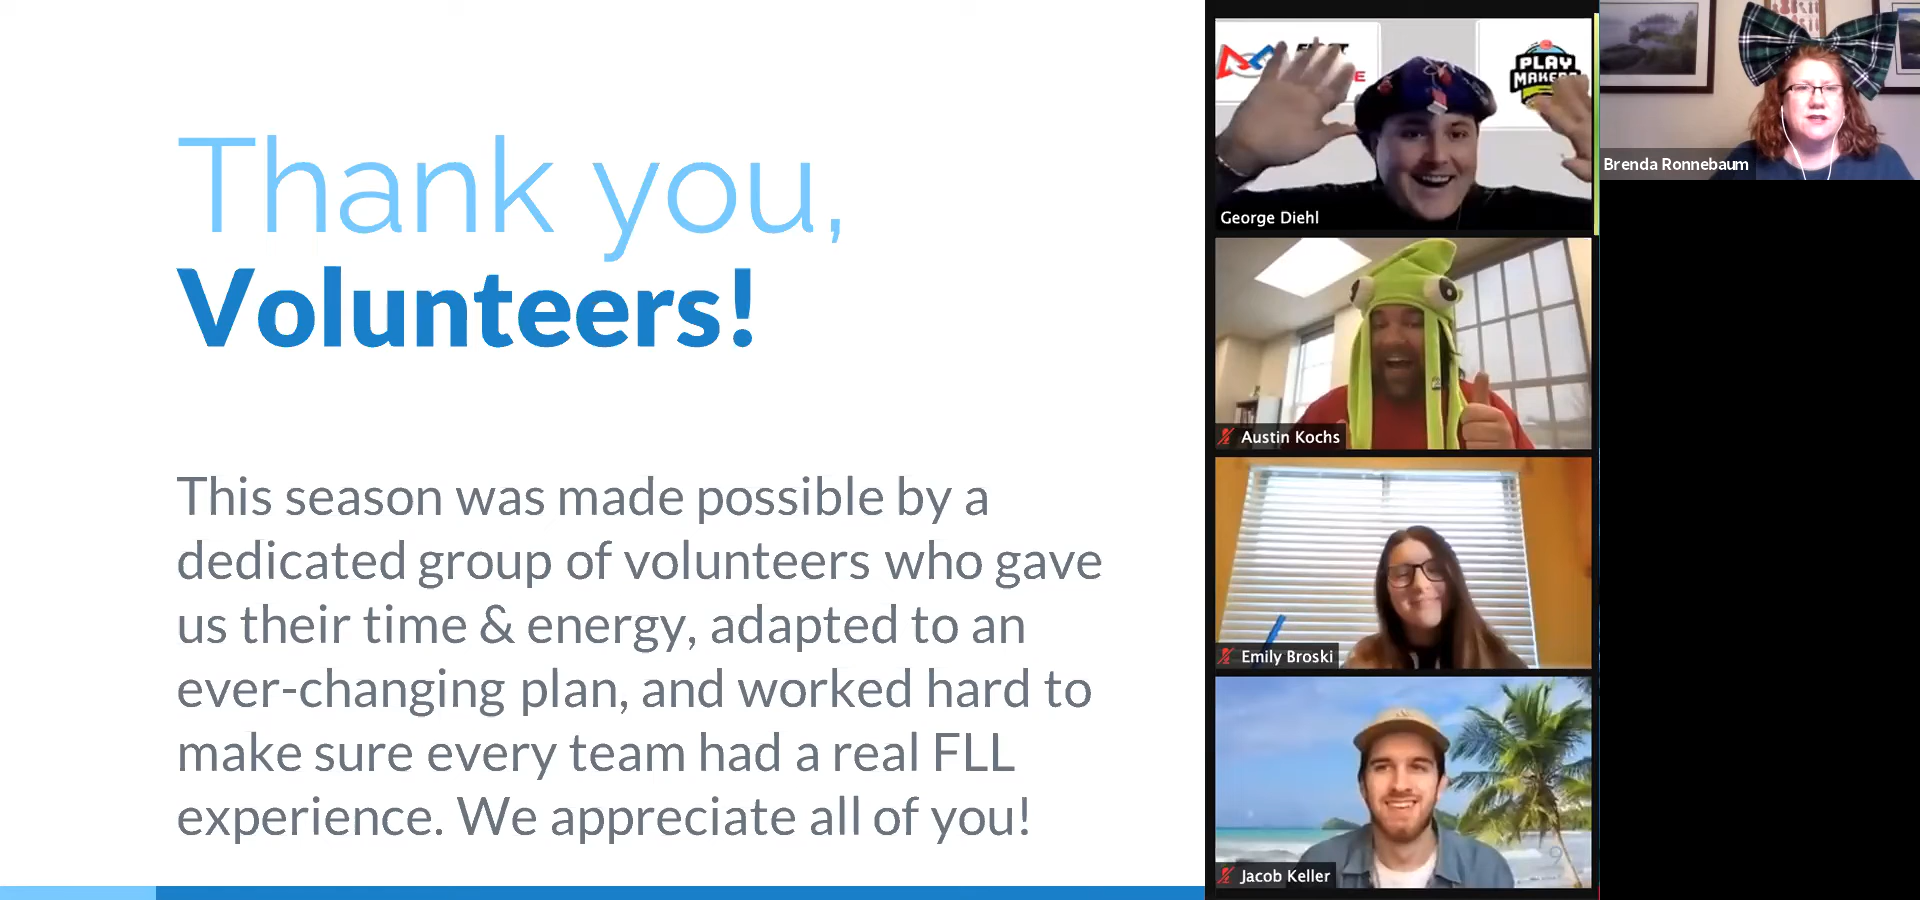 Thank you,
Volunteers!
This season was made possible by a
dedicated group of volunteers who gave
us their time & energy, adapted to an
ever-changing plan, and worked hard to
make sure every team had a real FLL
experience. We appreciate all of you!
PLAY
George Diehl
Austin Kochs
Emily Broski
9
Jacob Keller
Brenda Ronnebaum